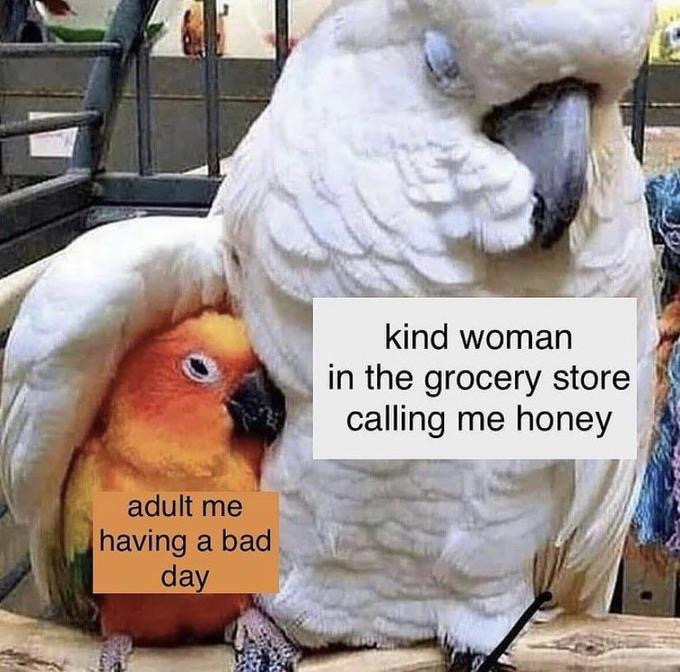 kind woman
in the grocery store
calling me honey
adult me
having a bad
day